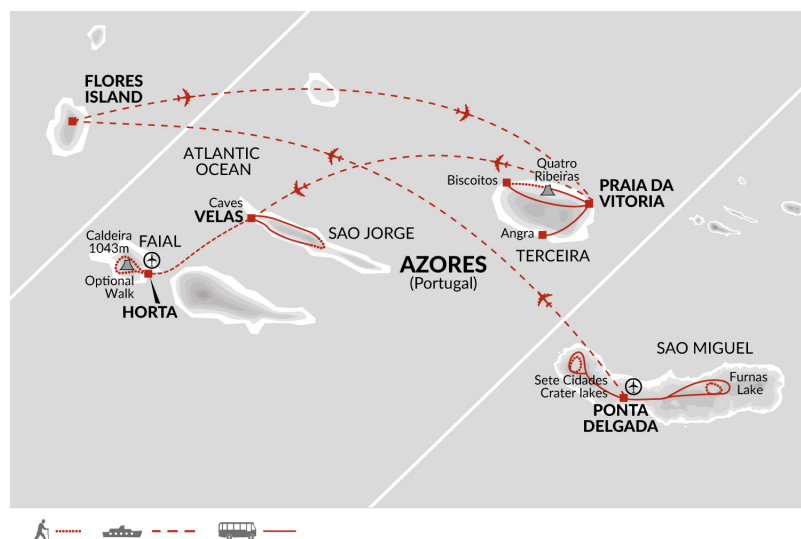 FLORES
ISLAND
ATLANTIC
OCEAN
Quatro
Ribeiras
Biscoitos
PRAIA DA
VITORIA
Caves
VELAS
Angra
TERCEIRA
SAO JORGE
Caldeira
1043m
FAIAL
Optional
Walk
HORTA
AZORES
(Portugal)
SAO MIGUEL
Sete Cidades
Crater lakes
Furnas
Lake
PONTA
DELGADA